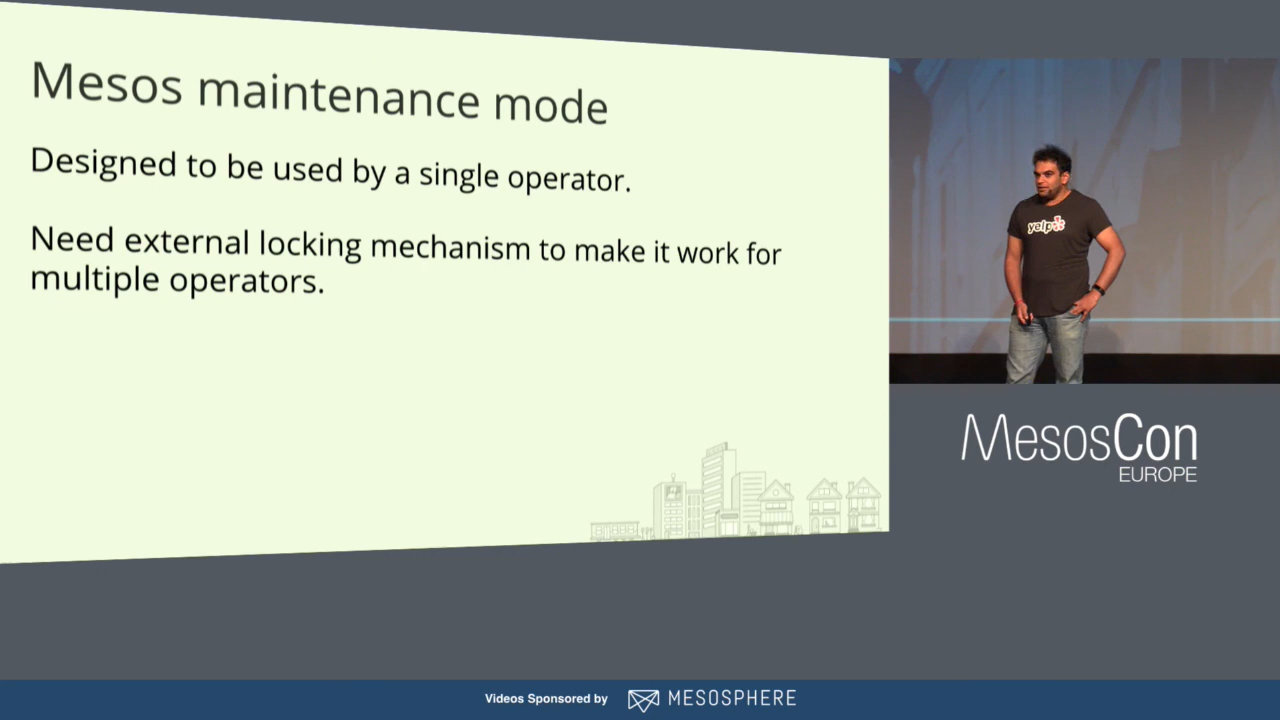 Mesos maintenance mode
Designed to be used by a single operator.
Need external locking mechanism to make it work for
multiple operators.
yelp
MesosCon
EUROPE
Videos Sponsored by MESOSPHERE